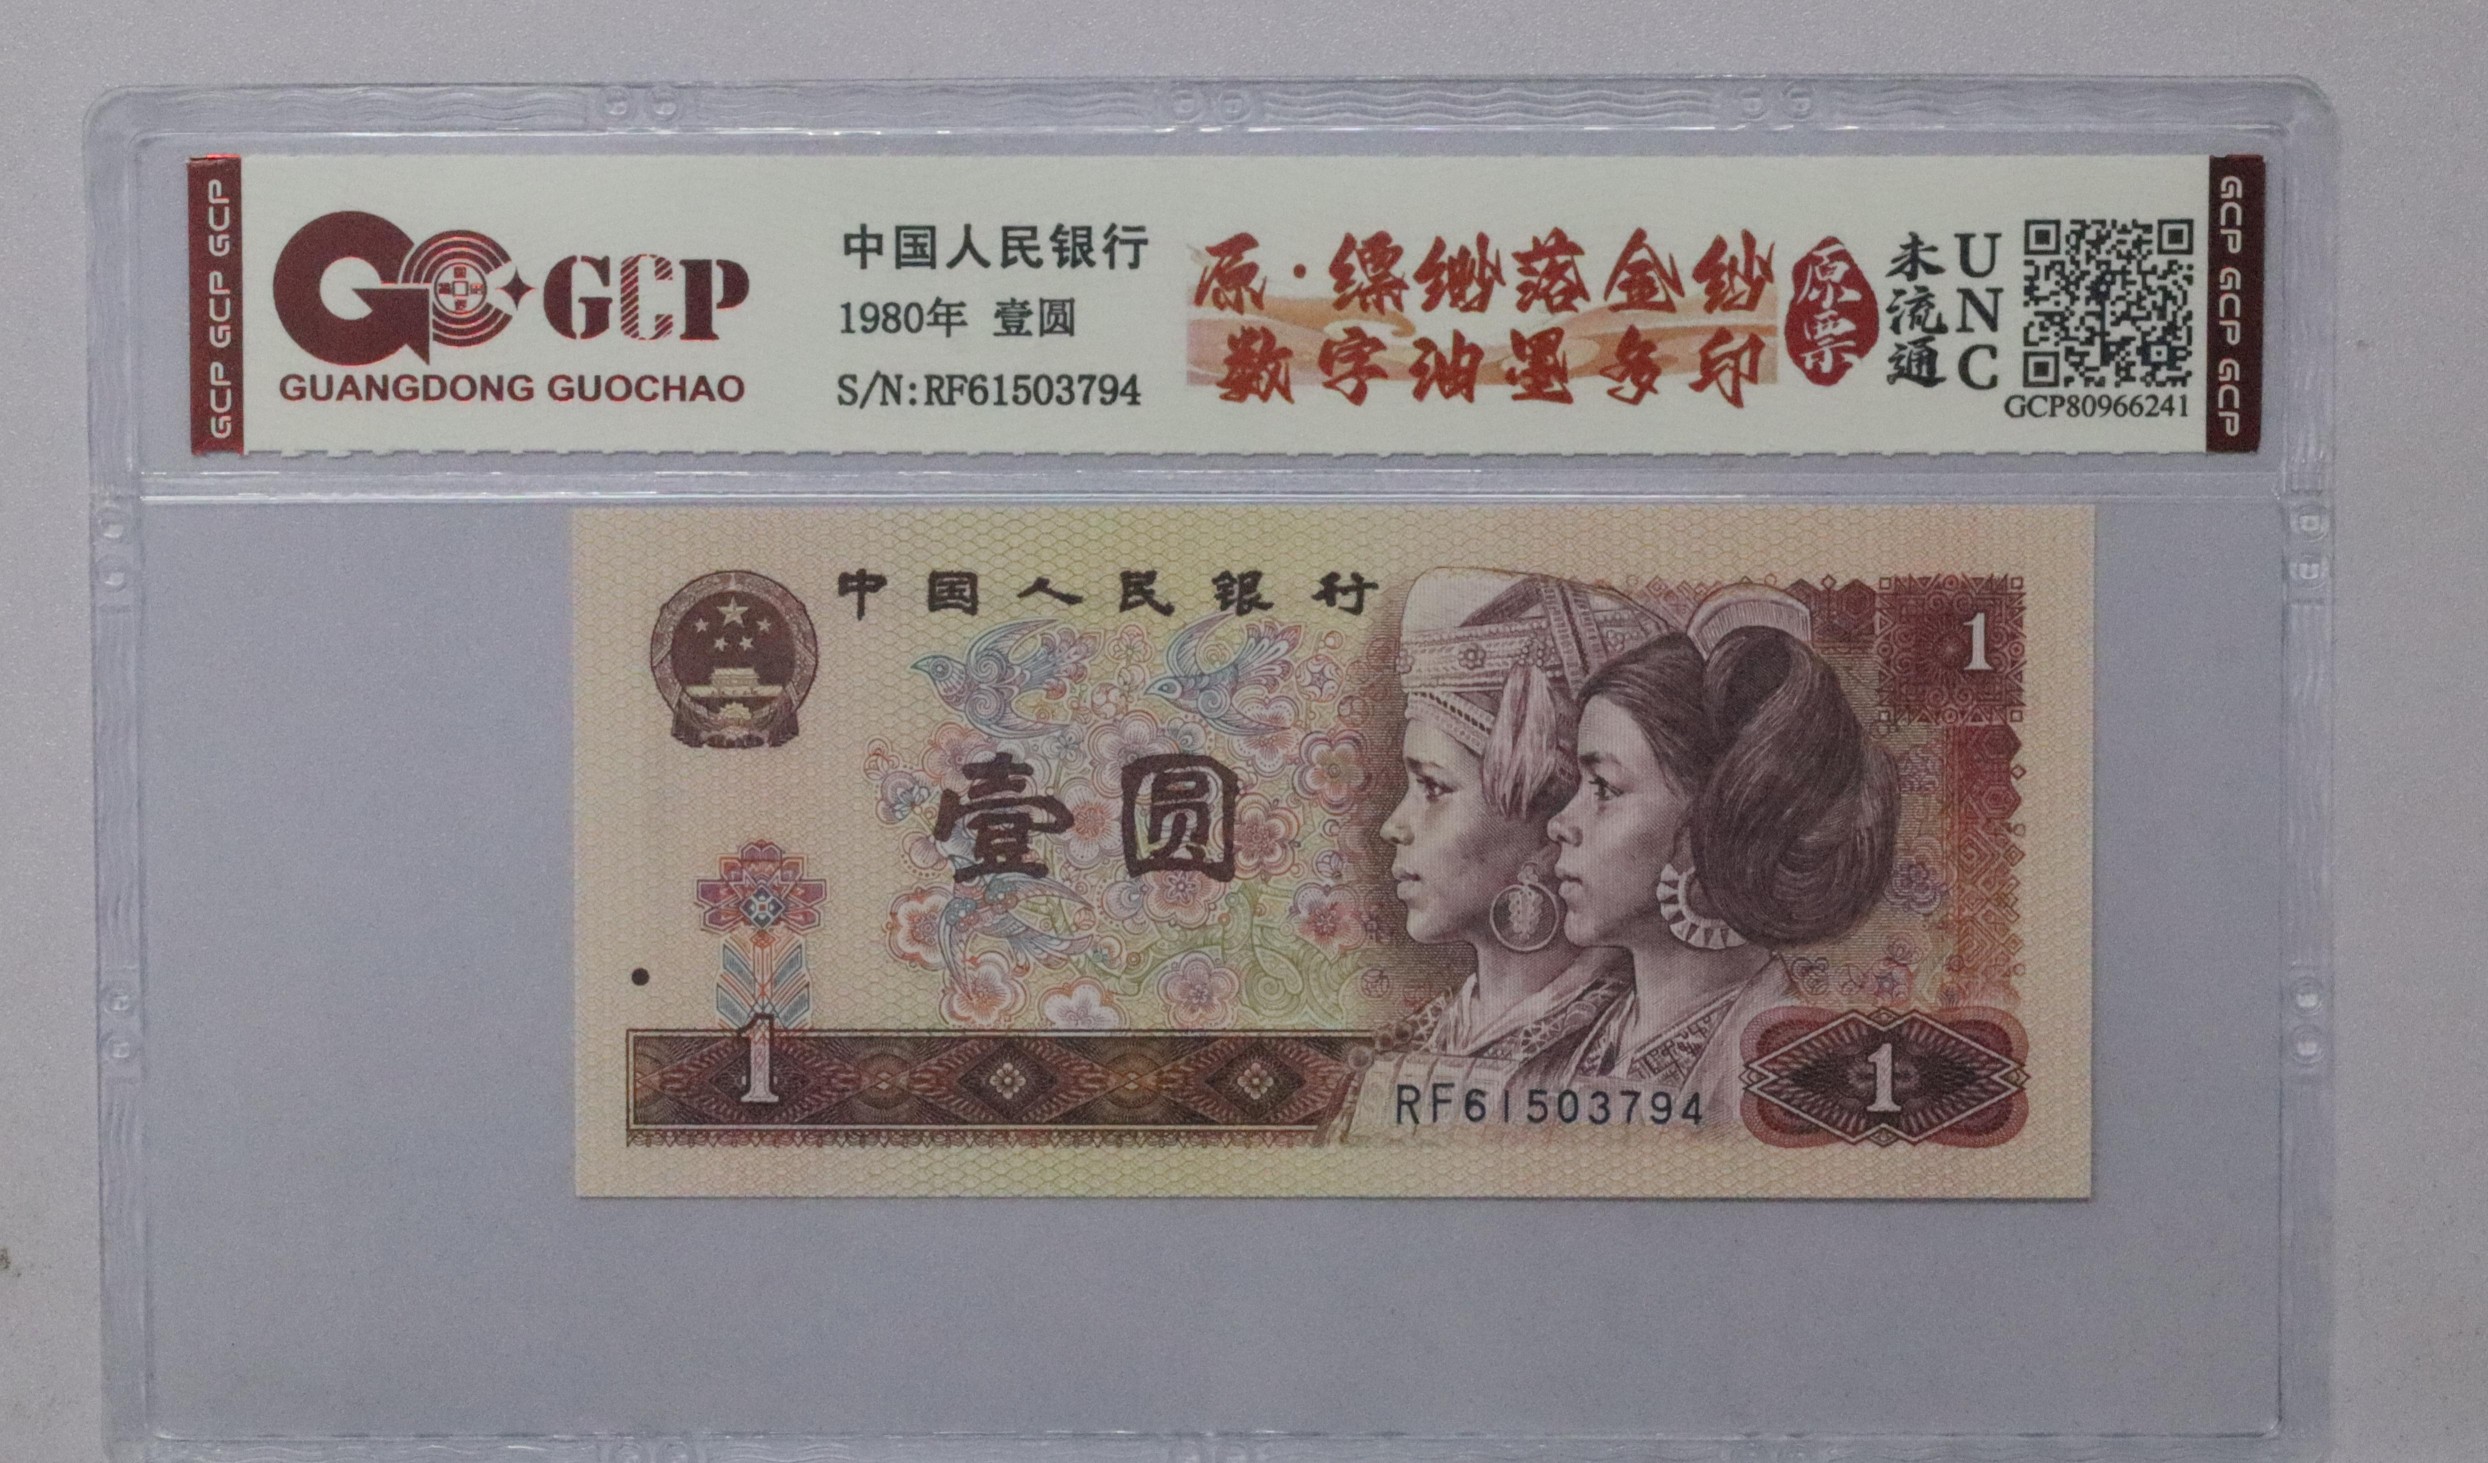 GCP GCP GCP
GCP
GUANGDONG GUOCHAO
中国人民银行
1980年 壹圆
S/N:RF61503794
原·缥缈落金纱
数字油墨多印
原票
未流通
UNC
GCP80966241
GCP GCP GCP
中国人民银行
1
壹圆
1
RF61503794
1